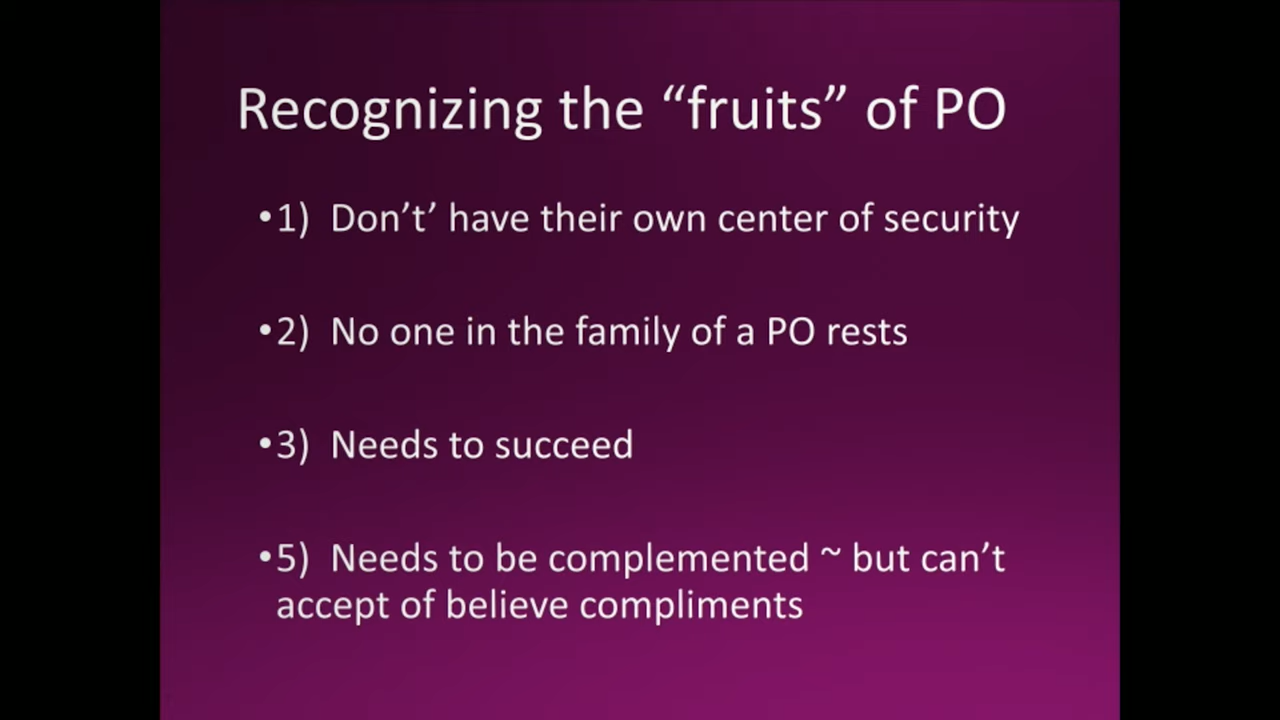 Recognizing the “fruits” of PO
•1) Don’t’ have their own center of security
•2) No one in the family of a PO rests
•3) Needs to succeed
•5) Needs to be complemented ~ but can’t
accept of believe compliments